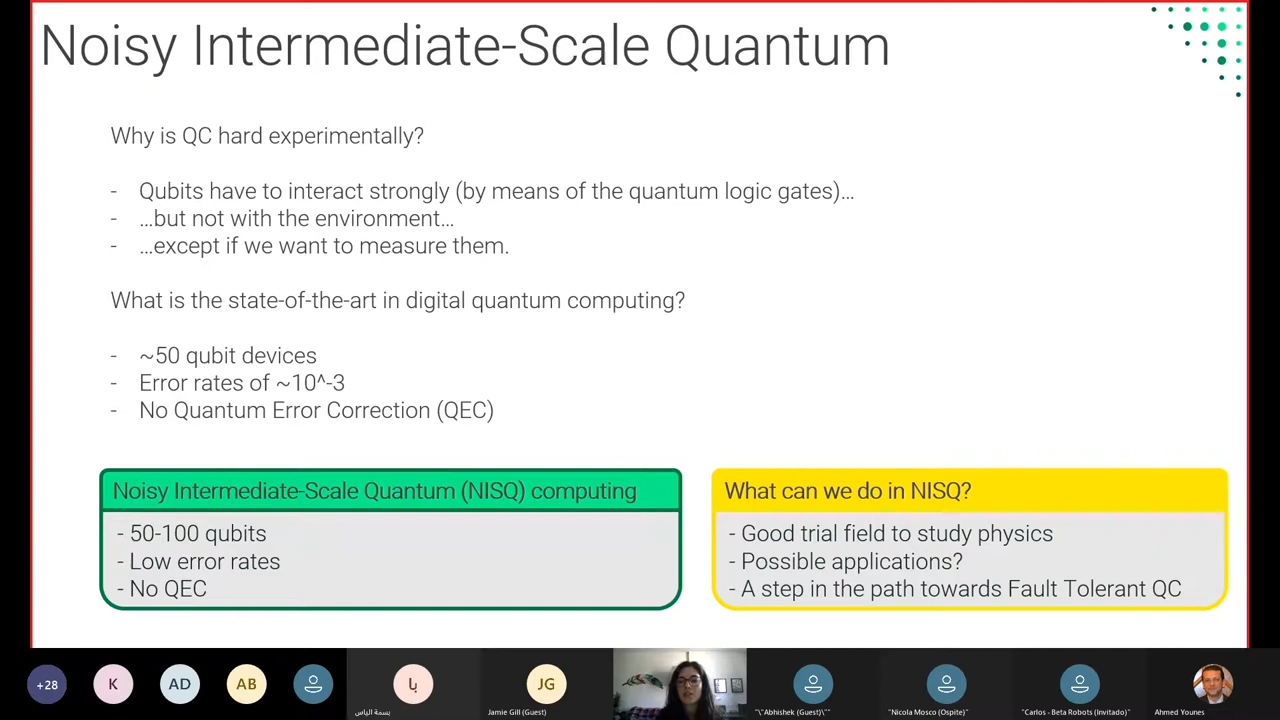 Noisy Intermediate-Scale Quantum
Why is QC hard experimentally?
- Qubits have to interact strongly (by means of the quantum logic gates)…
- …but not with the environment…
- …except if we want to measure them.
What is the state-of-the-art in digital quantum computing?
- ~50 qubit devices
- Error rates of ~10^-3
- No Quantum Error Correction (QEC)
Noisy Intermediate-Scale Quantum (NISQ) computing
- 50-100 qubits
- Low error rates
- No QEC
What can we do in NISQ?
- Good trial field to study physics
- Possible applications?
- A step in the path towards Fault Tolerant QC
+28
K
AD
AB
با
بسمة الياس
JG
Jamie Gill (Guest)
"\"Abhishek (Guest)\""
"Nicola Mosco (Ospite)"
"Carlos - Beta Robots (Invitado)"
Ahmed Younes